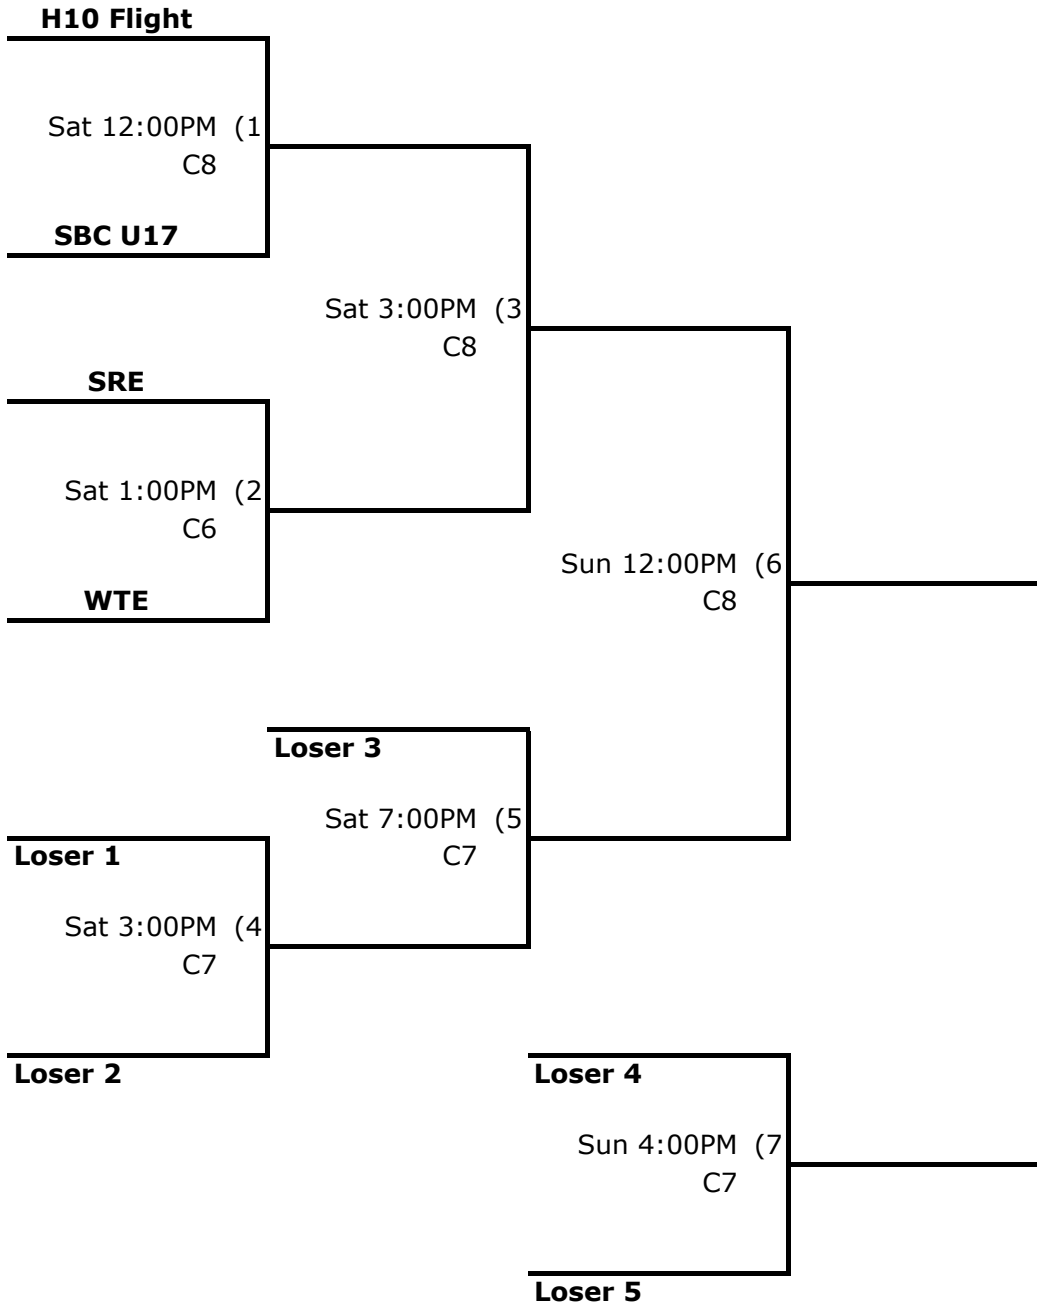 H10 Flight
Sat 12:00PM (1
C8
SBC U17
Sat 3:00PM (3
C8
SRE
Sat 1:00PM (2
C6
Sun 12:00PM (6
C8
WTE
Loser 3
Sat 7:00PM (5
C7
Loser 1
Sat 3:00PM (4
C7
Loser 2
Loser 4
Sun 4:00PM (7
C7
Loser 5